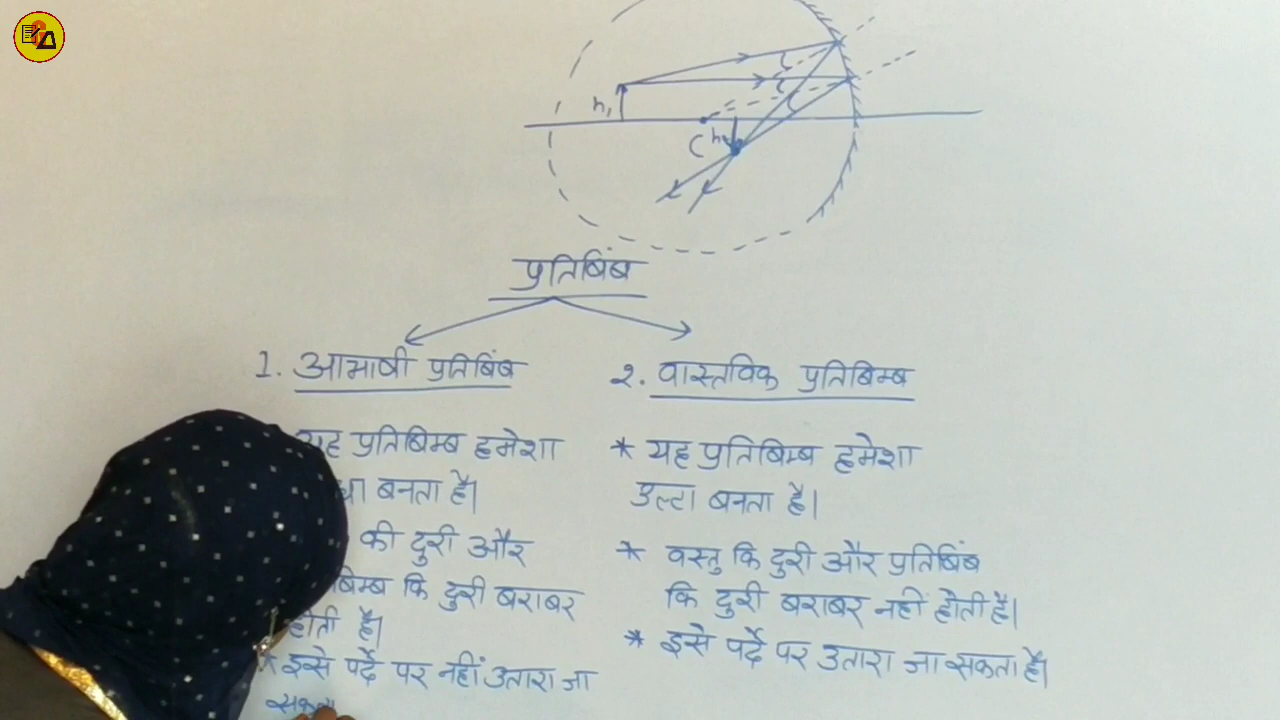 h₁
C h₂
प्रतिबिंब
1. आभाषी प्रतिबिंब
२. वास्तविक प्रतिबिम्ब
यह प्रतिबिम्ब हमेशा
बनता है।
की दुरी और
कि दुरी बराबर
होती है।
* इसे पर्दे पर नहीं उतारा जा
* यह प्रतिबिम्ब हमेशा
उल्टा बनता है।
* वस्तु कि दुरी और प्रतिबिंब
कि दुरी बराबर नहीं होती है।
* इसे पर्दे पर उतारा जा सकता है।